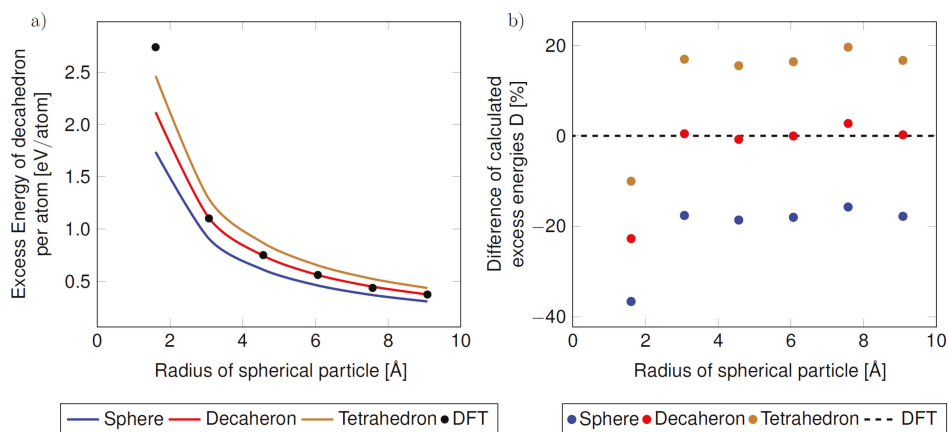 a)
Excess Energy of decahedron
per atom [eV/atom]
2.5
2.0
1.5
1.0
0.5
0 2 4 6 8 10
Radius of spherical particle [Å]
Sphere Decaheron Tetrahedron DFT
b)
Difference of calculated
excess energies D [%]
20
0
−20
−40
0 2 4 6 8 10
Radius of spherical particle [Å]
Sphere Decaheron Tetrahedron DFT